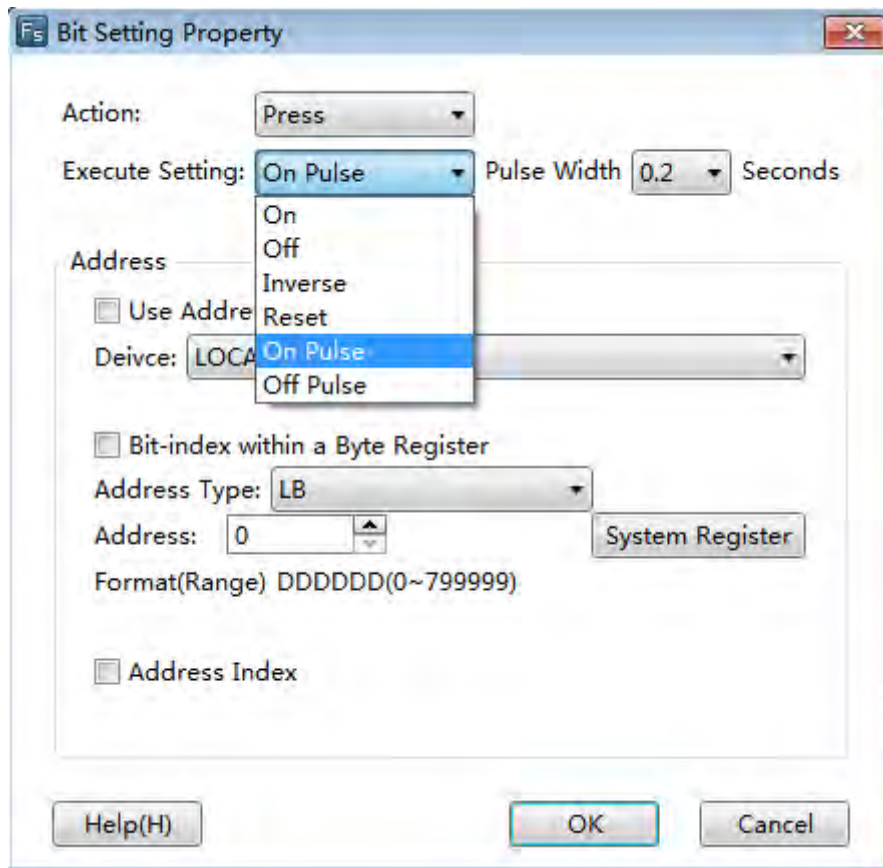 Fs Bit Setting Property
Action: Press
Execute Setting: On Pulse Pulse Width 0.2 Seconds
On
Off
Inverse
Reset
On Pulse
Off Pulse
Address
Use Addre
Deivce: LOCA
Bit-index within a Byte Register
Address Type: LB
Address: 0 System Register
Format(Range) DDDDDD(0~799999)
Address Index
Help(H) OK Cancel